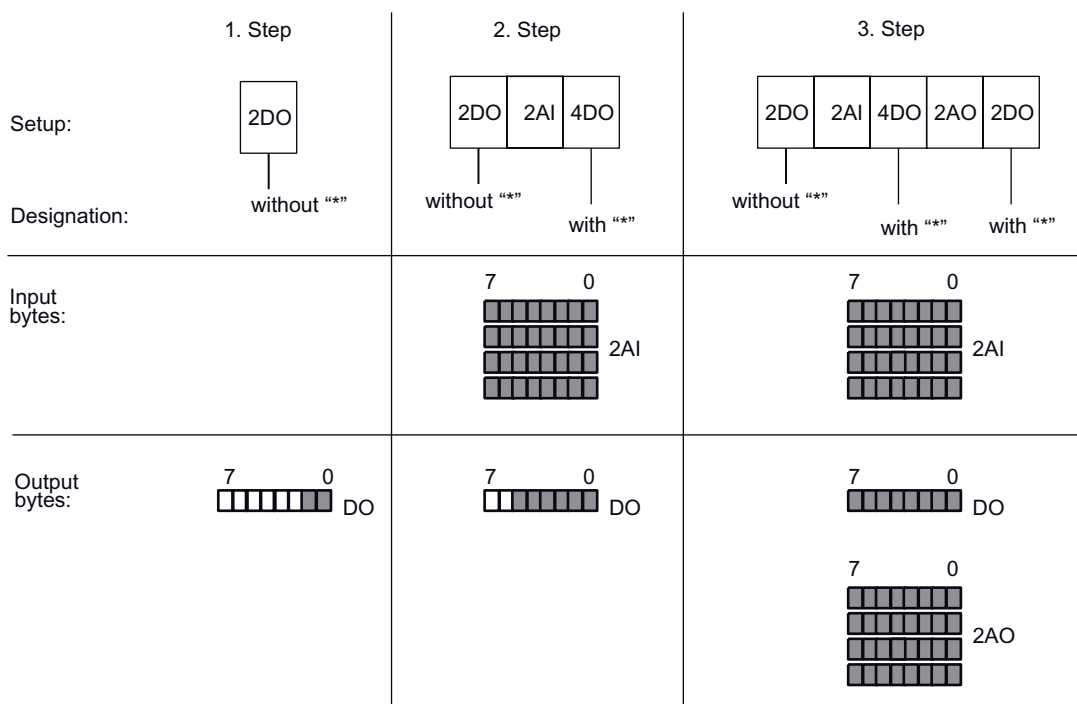 1. Step
2. Step
3. Step
Setup:
2DO
2DO 2AI 4DO
2DO 2AI 4DO 2AO 2DO
Designation:
without “*”
without “*”
with “*”
without “*”
with “*”
with “*”
Input
bytes:
7 0
2AI
7 0
2AI
Output
bytes:
7 0
DO
7 0
DO
7 0
DO
7 0
2AO